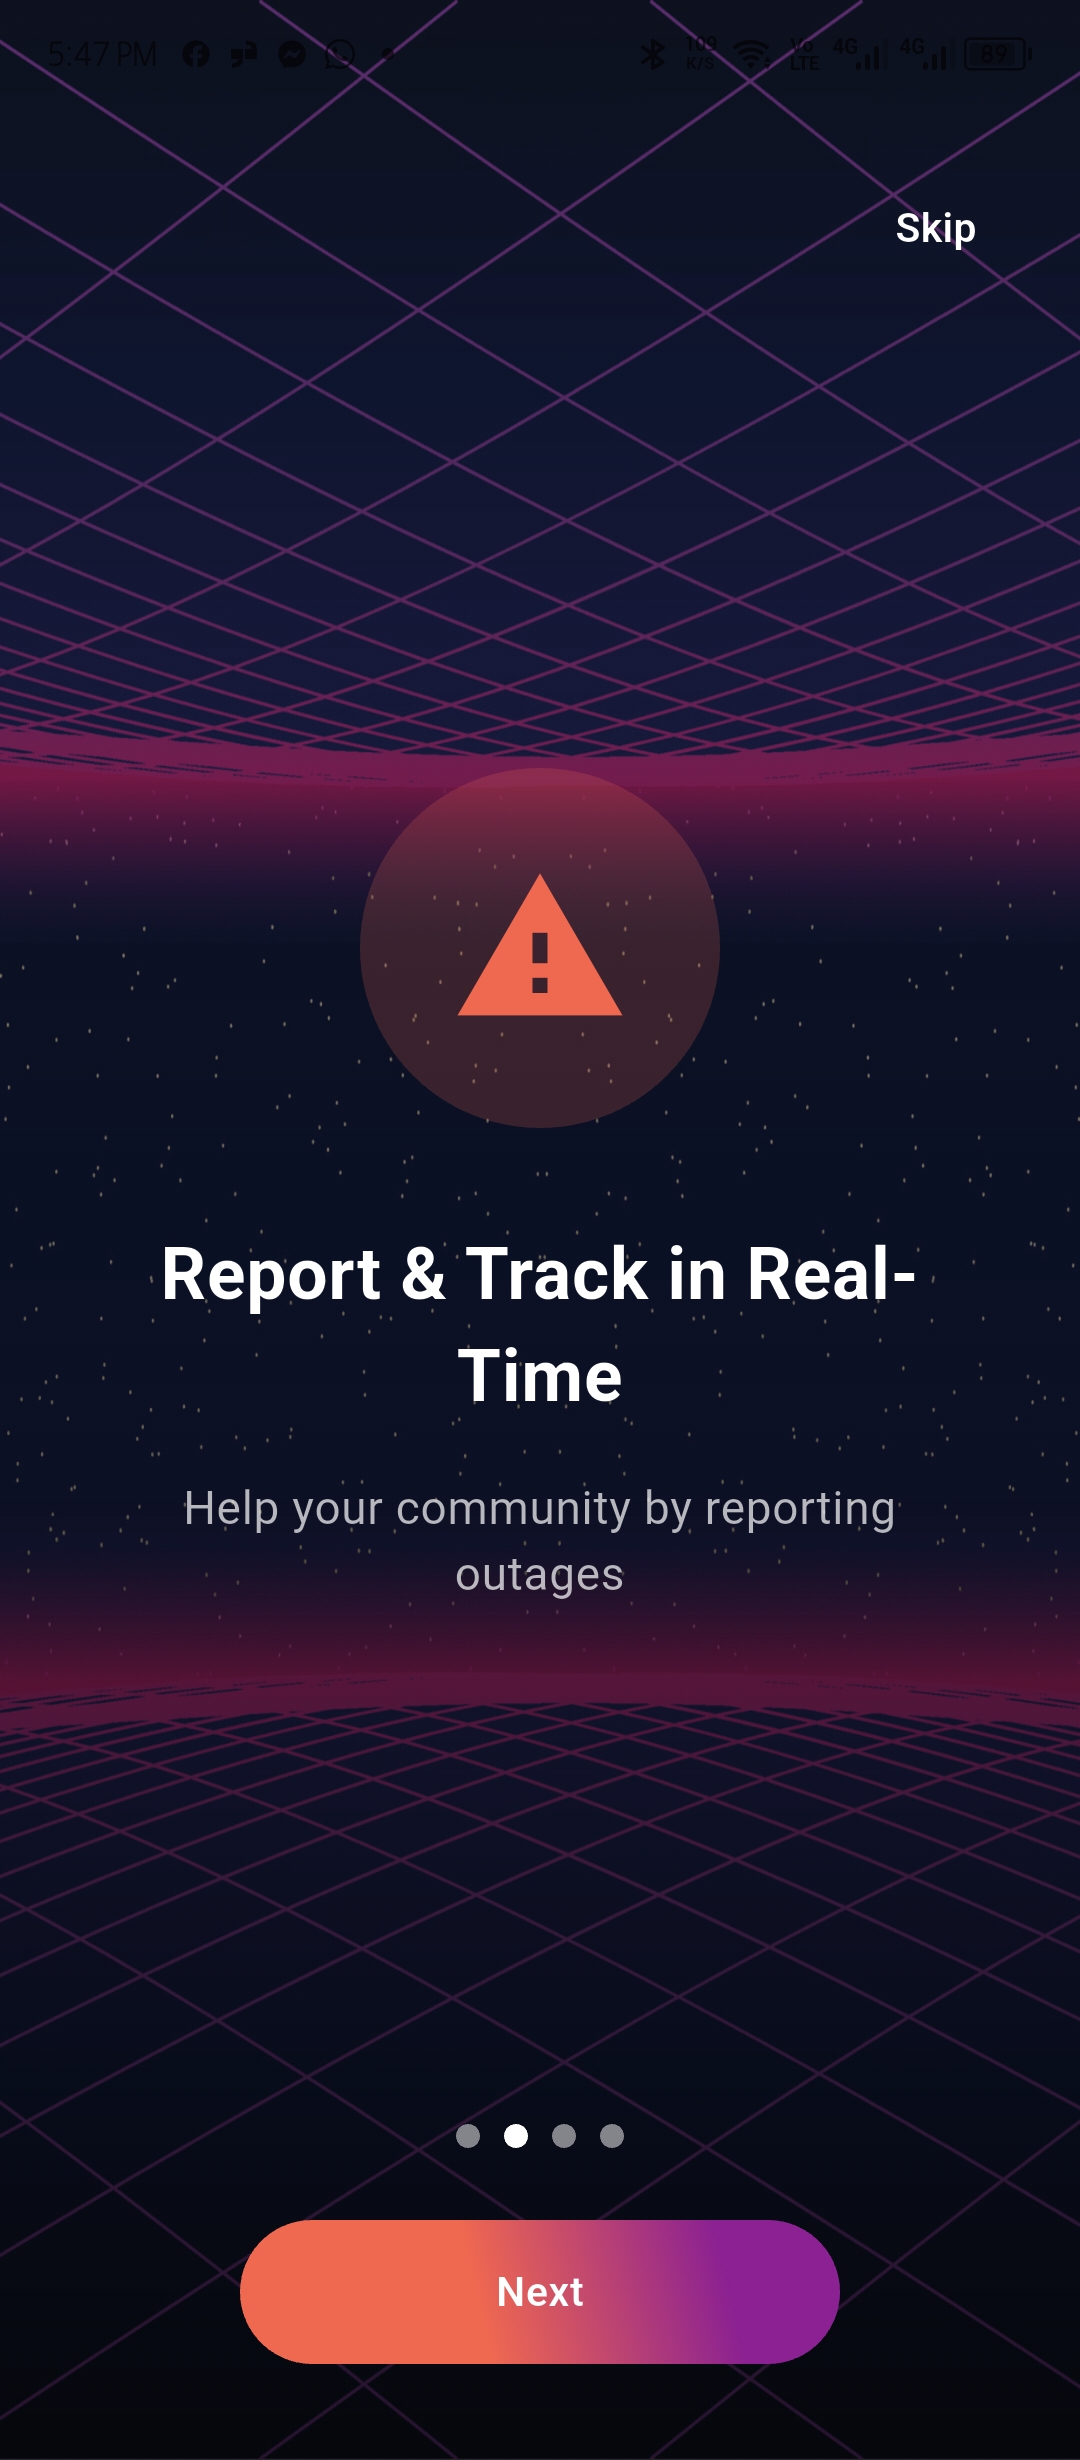 5:47 PM 109 K/S Vo LTE 4G 4G 89
Skip
Report & Track in Real-
Time
Help your community by reporting
outages
Next